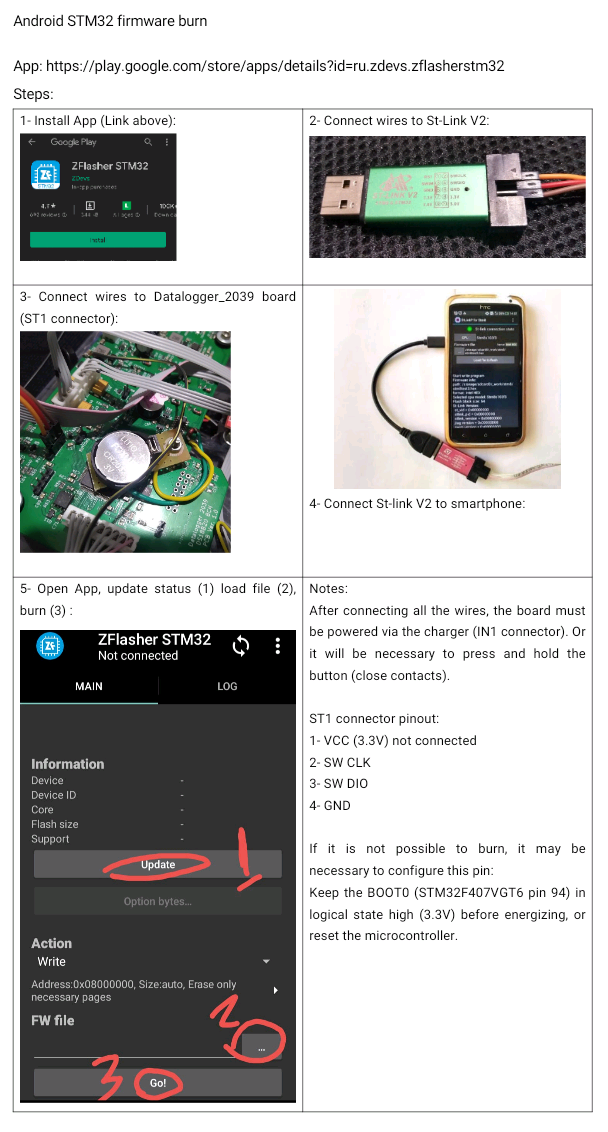 Android STM32 firmware burn
App: https://play.google.com/store/apps/details?id=ru.zdevs.zflasherstm32
Steps:
1- Install App (Link above):
Google Play
ZFlasher STM32
ZDevs
In-app purchases
Install
2- Connect wires to St-Link V2:
3- Connect wires to Datalogger_2039 board
(ST1 connector):
hTC
4- Connect St-link V2 to smartphone:
5- Open App, update status (1) load file (2),
burn (3) :
ZFlasher STM32
Not connected
MAIN
LOG
Information
Device -
Device ID -
Core -
Flash size -
Support -
Update
1
Option bytes...
Action
Write
Address:0x08000000, Size:auto, Erase only
necessary pages
FW file
2
...
3
Go!
Notes:
After connecting all the wires, the board must
be powered via the charger (IN1 connector). Or
it will be necessary to press and hold the
button (close contacts).
ST1 connector pinout:
1- VCC (3.3V) not connected
2- SW CLK
3- SW DIO
4- GND
If it is not possible to burn, it may be
necessary to configure this pin:
Keep the BOOT0 (STM32F407VGT6 pin 94) in
logical state high (3.3V) before energizing, or
reset the microcontroller.